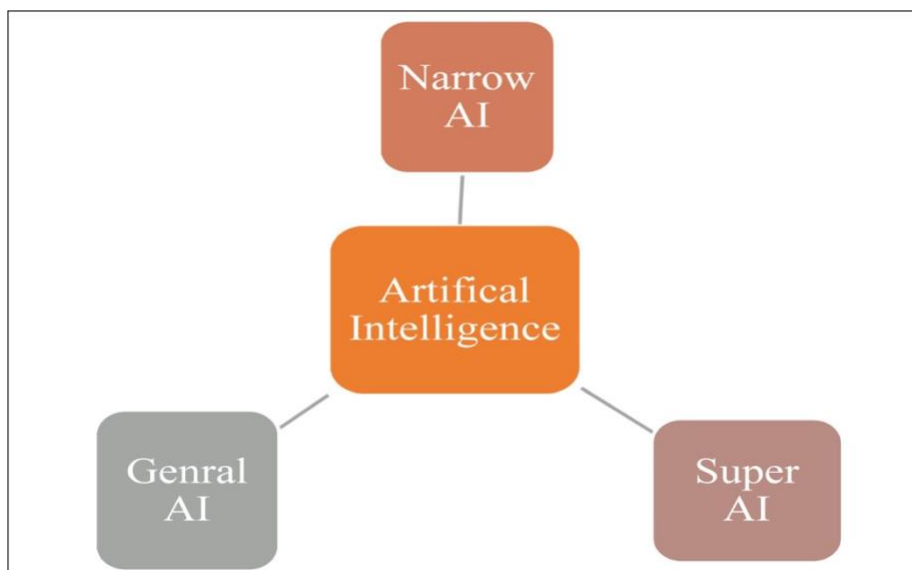 Narrow
AI
Artifical
Intelligence
Genral
AI
Super
AI